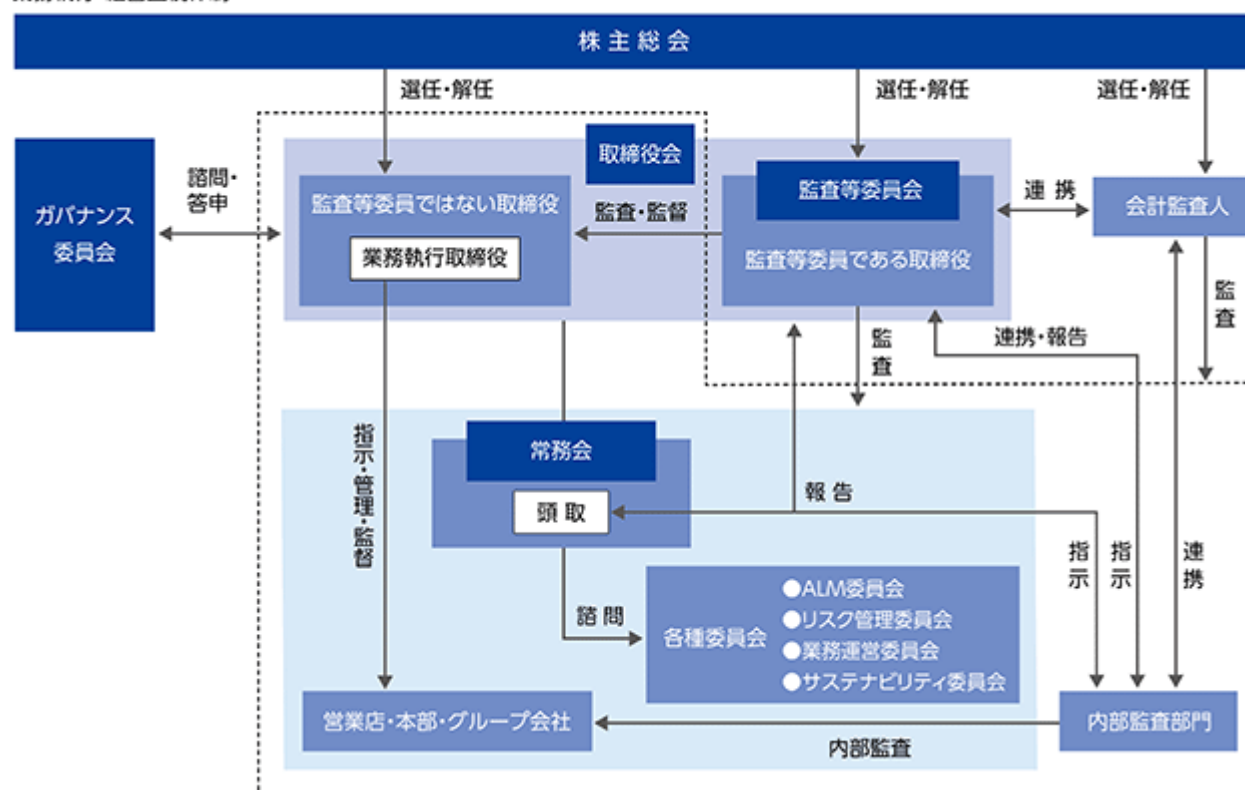 株主総会
選任・解任
選任・解任
選任・解任
取締役会
監査等委員会
ガバナンス
委員会
諮問・
答申
監査等委員ではない取締役
業務執行取締役
監査・監督
監査等委員である取締役
連携
会計監査人
監査
連携・報告
監査
指示・管理・監督
常務会
頭取
報告
指示
指示
連携
諮問
各種委員会
●ALM委員会
●リスク管理委員会
●業務運営委員会
●サステナビリティ委員会
営業店・本部・グループ会社
内部監査
内部監査部門